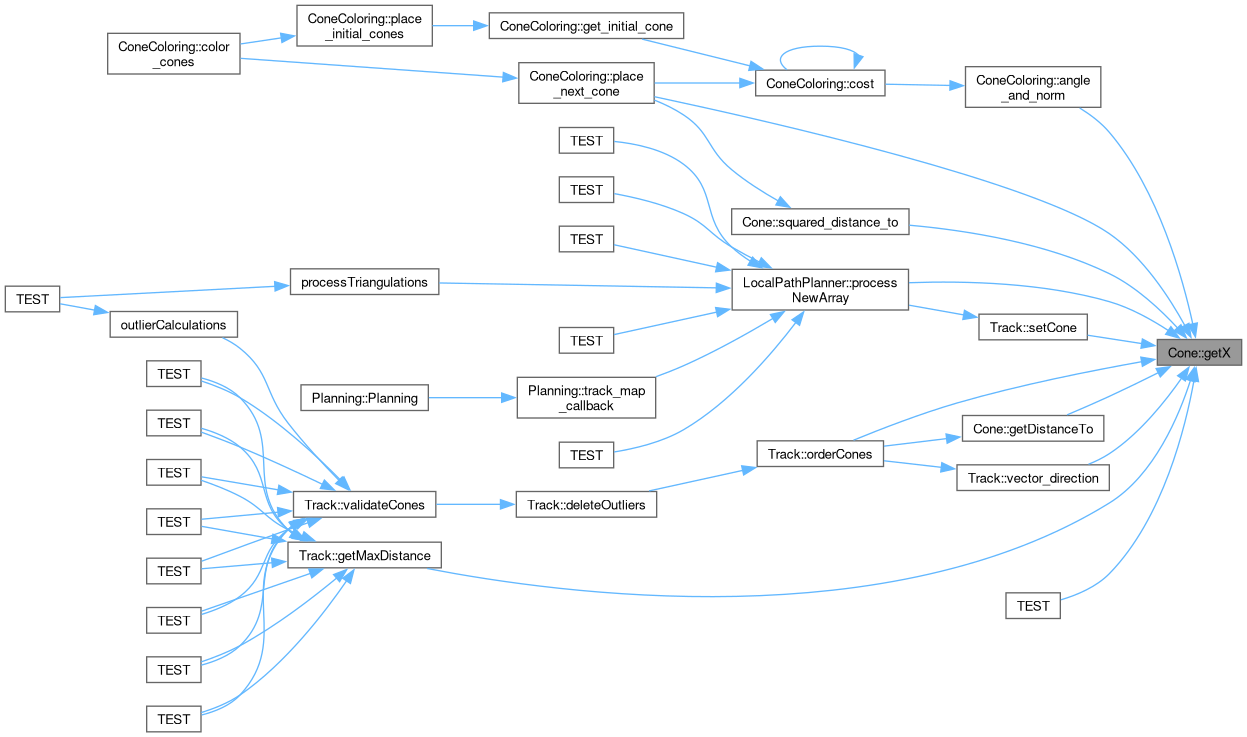 ConeColoring::place
_initial_cones
ConeColoring::get_initial_cone
ConeColoring::color
_cones
ConeColoring::place
_next_cone
ConeColoring::cost
ConeColoring::angle
_and_norm
TEST
TEST
Cone::squared_distance_to
TEST
processTriangulations
LocalPathPlanner::process
NewArray
TEST
outlierCalculations
Track::setCone
TEST
Cone::getX
TEST
Planning::Planning
Planning::track_map
_callback
TEST
Cone::getDistanceTo
TEST
Track::orderCones
TEST
Track::vector_direction
Track::validateCones
Track::deleteOutliers
TEST
Track::getMaxDistance
TEST
TEST
TEST
TEST
TEST